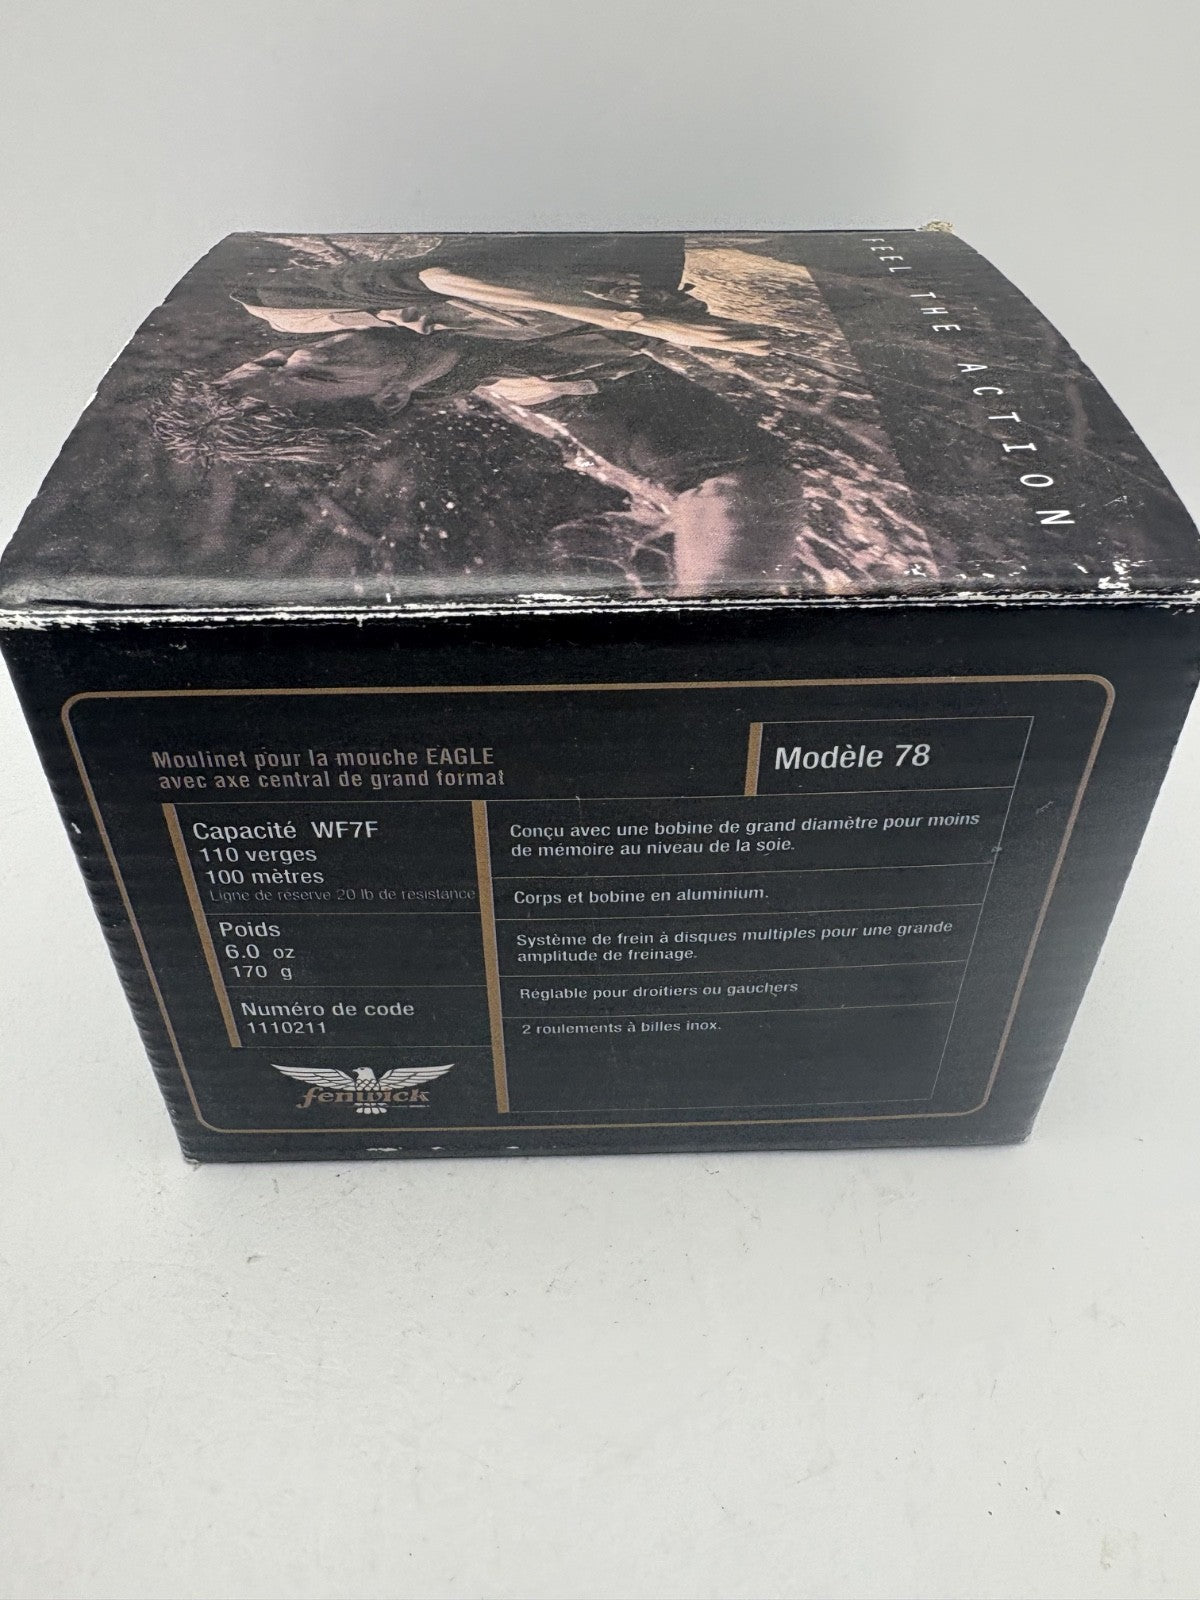 FEEL THE ACTION
Moulinet pour la mouche EAGLE
avec axe central de grand format
Modèle 78
Capacité WF7F
110 verges
100 mètres
Ligne de réserve 20 lb de résistance
Poids
6.0 oz
170 g
Numéro de code
1110211
fenwick
Conçu avec une bobine de grand diamètre pour moins
de mémoire au niveau de la soie.
Corps et bobine en aluminium.
Système de frein à disques multiples pour une grande
amplitude de freinage.
Réglable pour droitiers ou gauchers
2 roulements à billes inox.